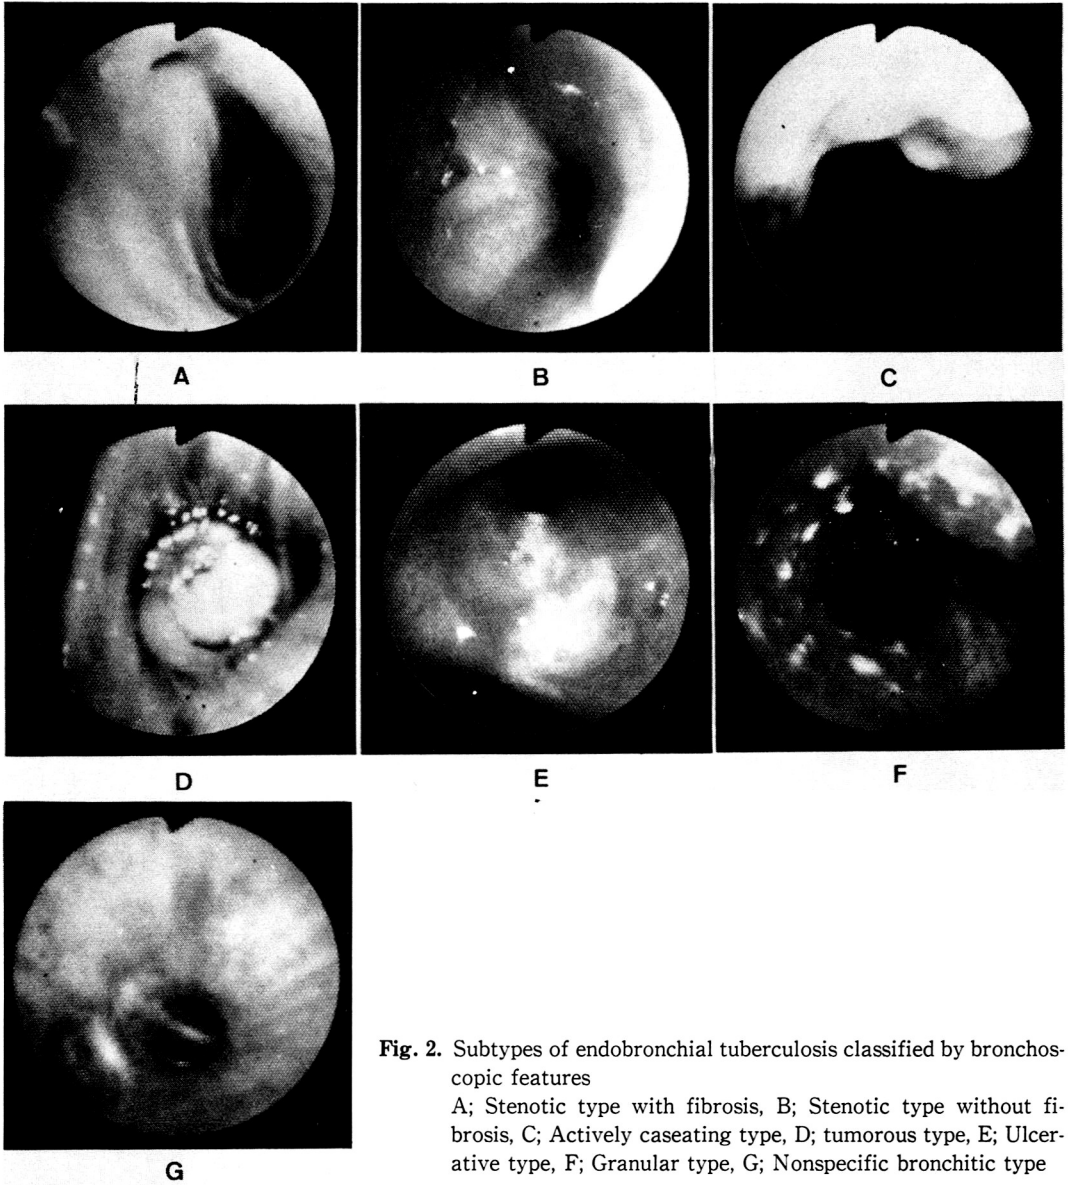 A
B
C
D
E
F
G
Fig. 2. Subtypes of endobronchial tuberculosis classified by bronchos-
copic features
A; Stenotic type with fibrosis, B; Stenotic type without fi-
brosis, C; Actively caseating type, D; tumorous type, E; Ulcer-
ative type, F; Granular type, G; Nonspecific bronchitic type